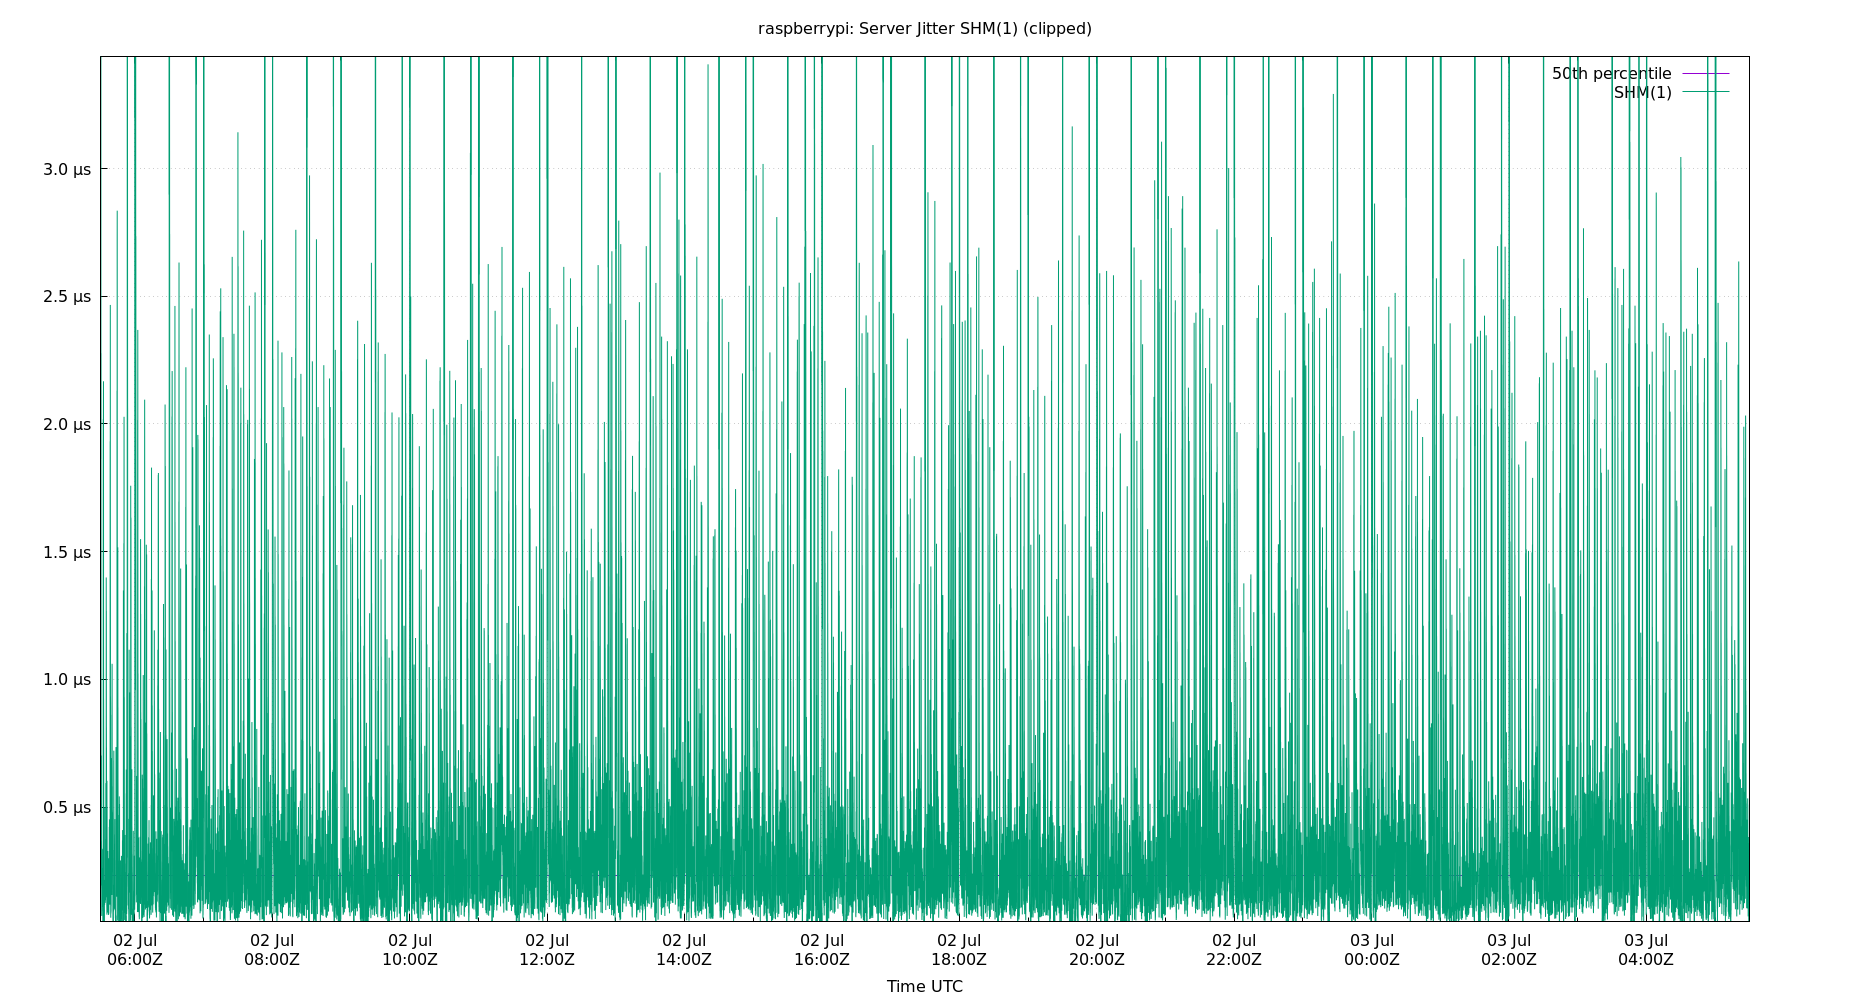 raspberrypi: Server Jitter SHM(1) (clipped)
50th percentile
SHM(1)
3.0 µs
2.5 µs
2.0 µs
1.5 µs
1.0 µs
0.5 µs
02 Jul 02 Jul 02 Jul 02 Jul 02 Jul 02 Jul 02 Jul 02 Jul 02 Jul 03 Jul 03 Jul 03 Jul
06:00Z 08:00Z 10:00Z 12:00Z 14:00Z 16:00Z 18:00Z 20:00Z 22:00Z 00:00Z 02:00Z 04:00Z
Time UTC